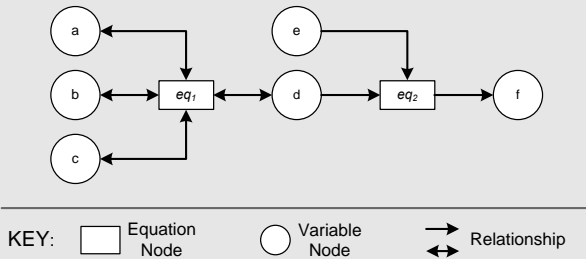 a
e
b
eq1
d
eq2
f
c
KEY:
Equation
Node
Variable
Node
Relationship